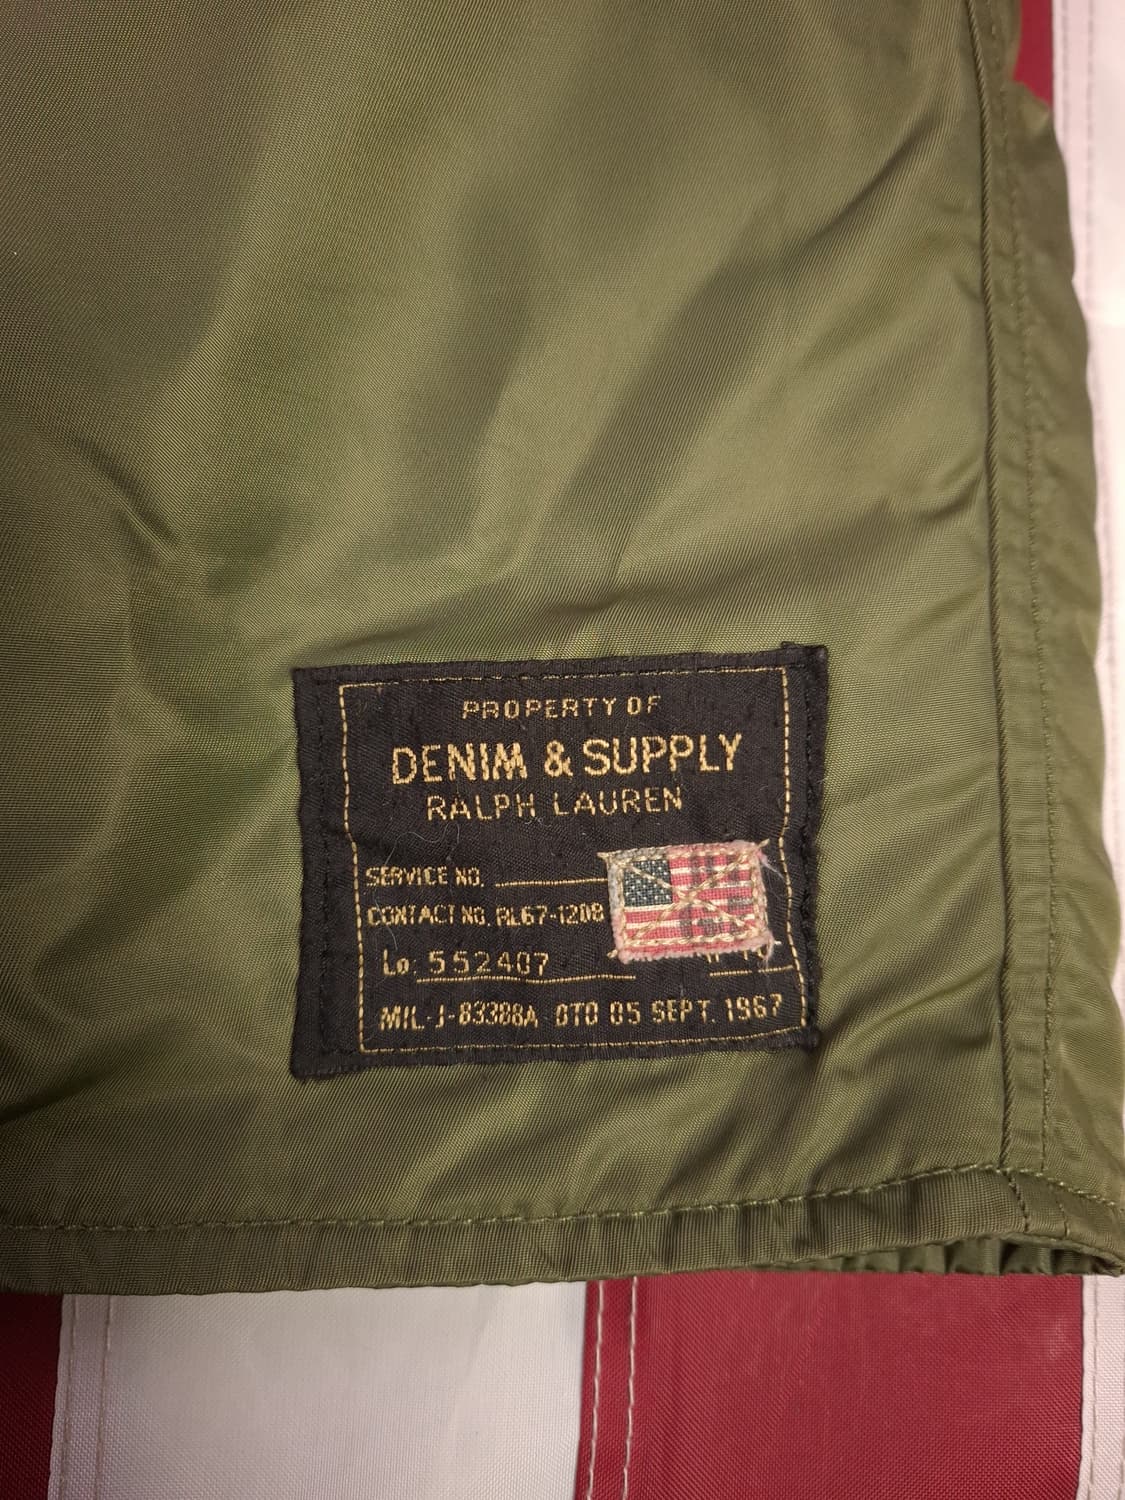 PROPERTY OF
DENIM & SUPPLY
RALPH LAUREN
SERVICE NO.
CONTACT NO. RL67-1208
Lo. 552407
MIL-J-83388A DTD 05 SEPT. 1967